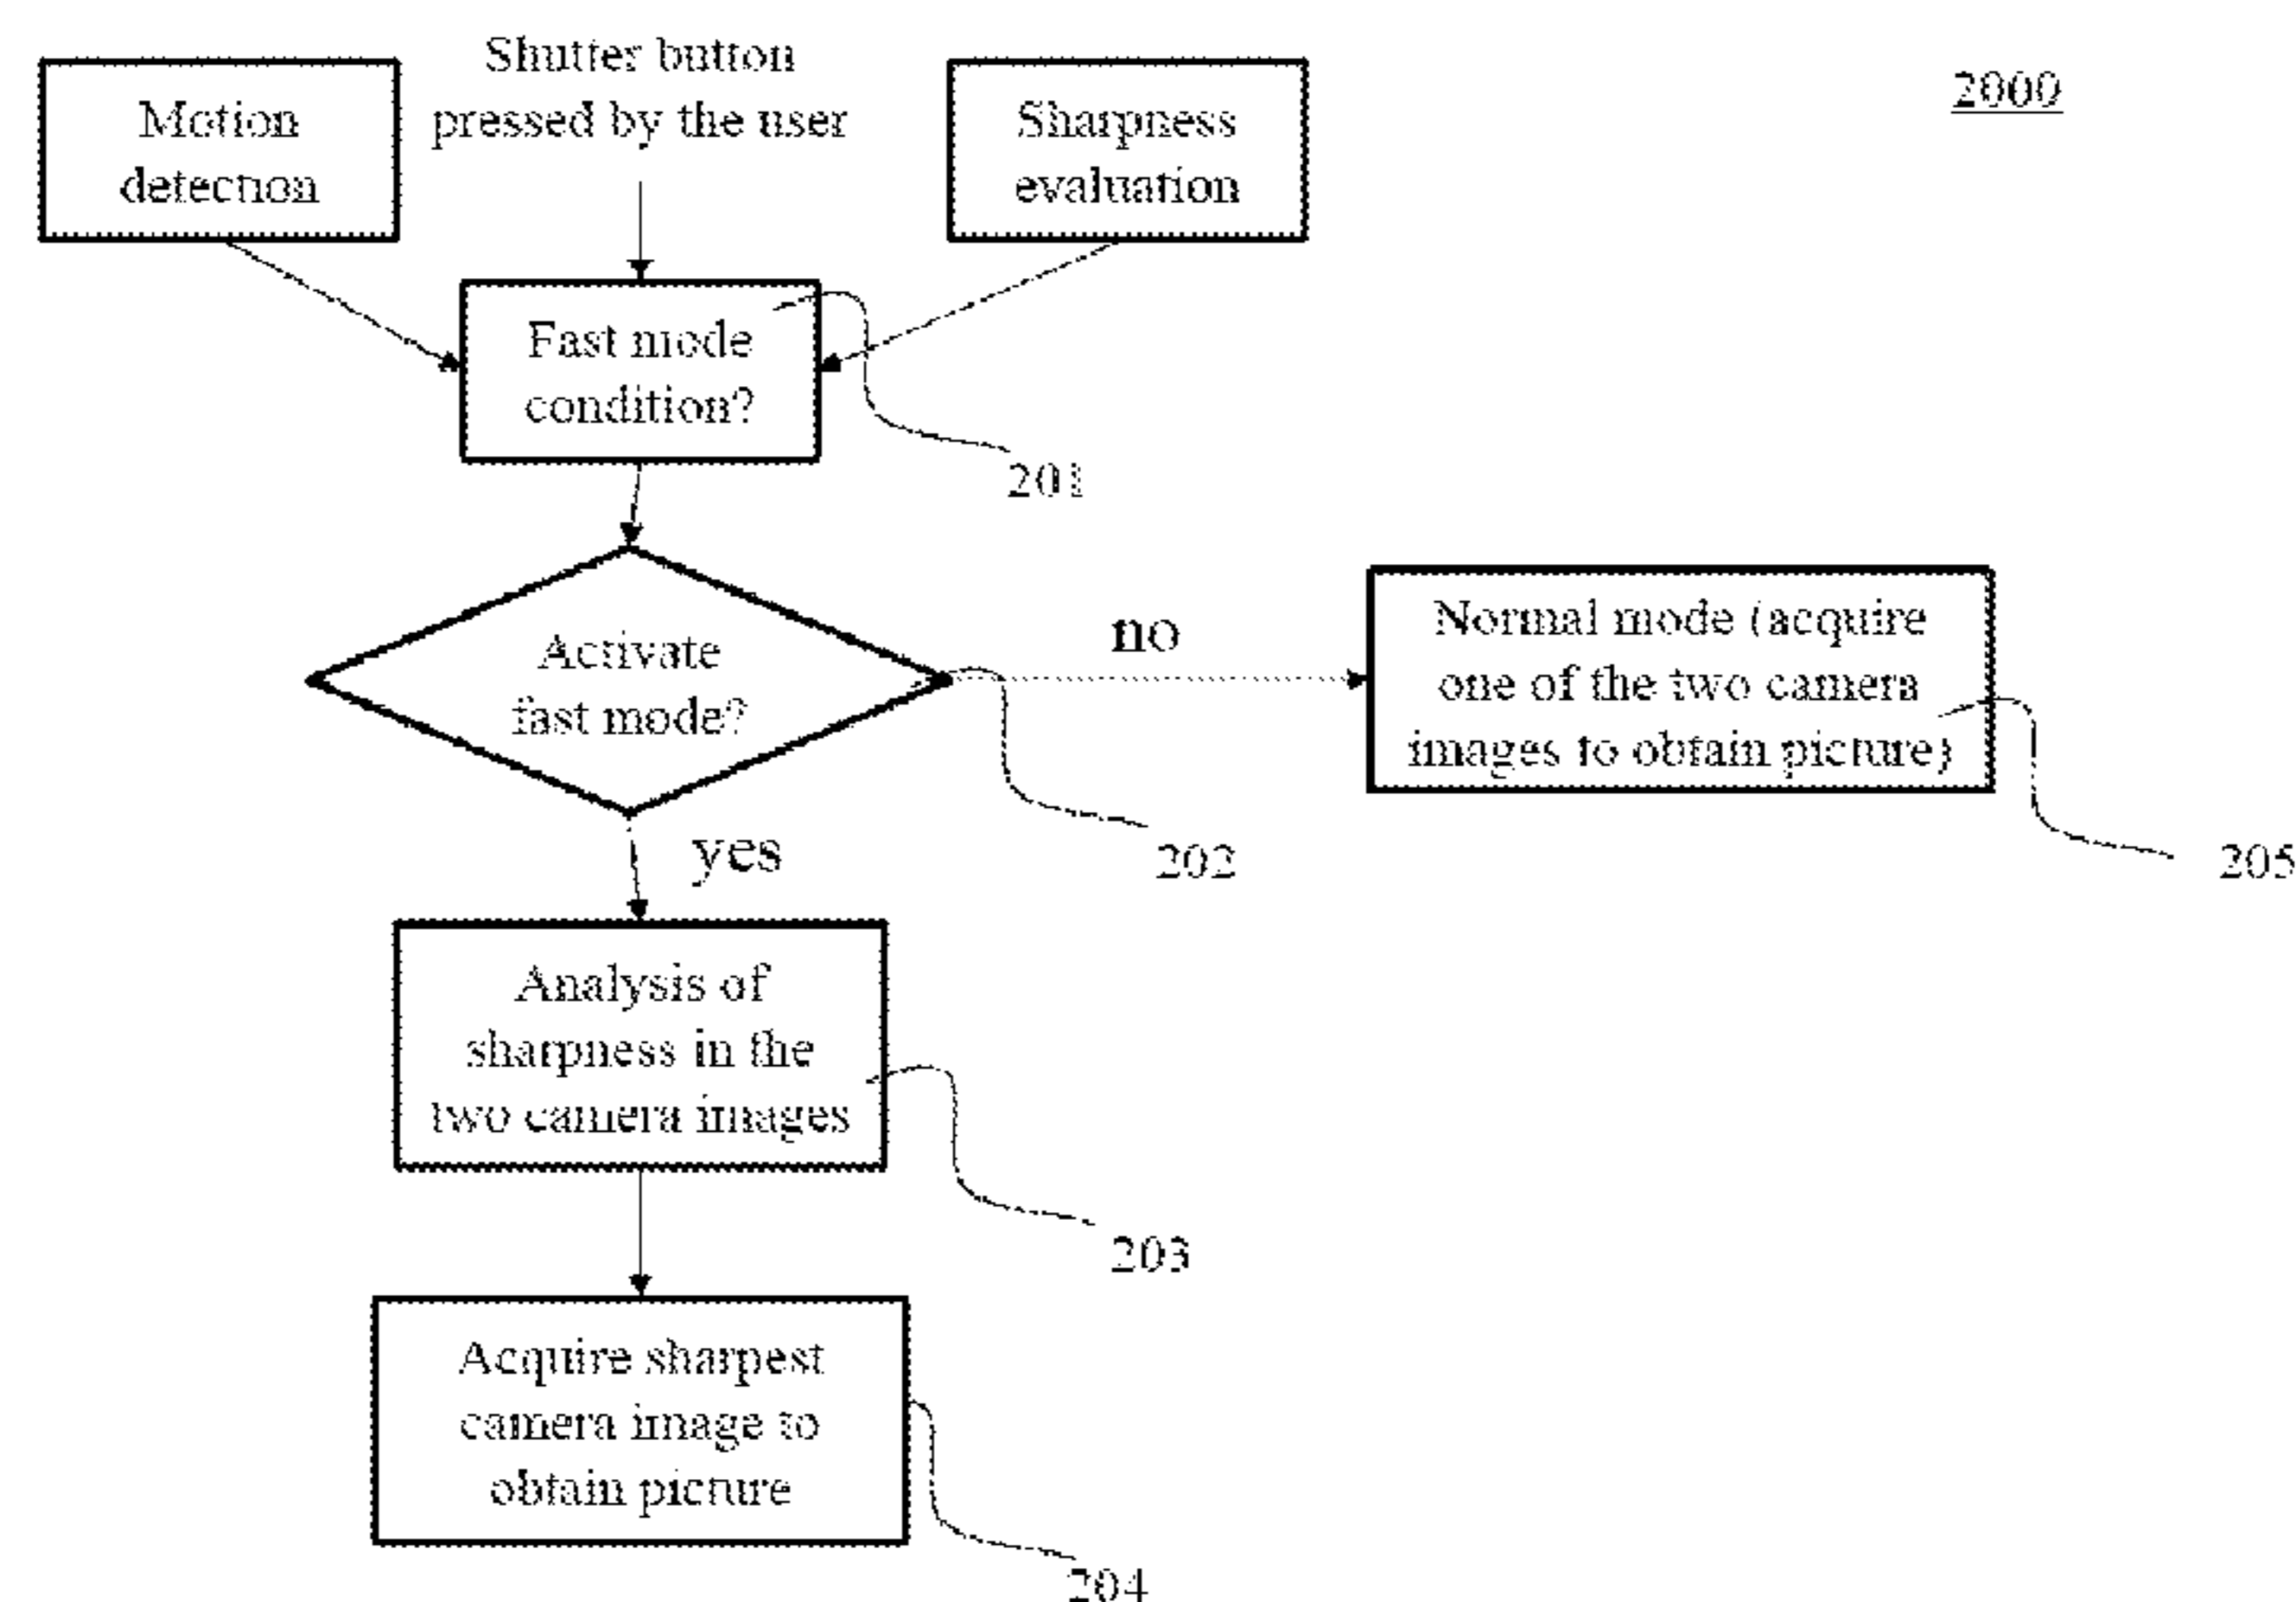 Shutter button
pressed by the user
Motion
detection
Sharpness
evaluation
2000
Fast mode
condition?
201
Activate
fast mode?
no
Normal mode (acquire
one of the two camera
images to obtain picture)
202
205
yes
Analysis of
sharpness in the
two camera images
203
Acquire sharpest
camera image to
obtain picture
204